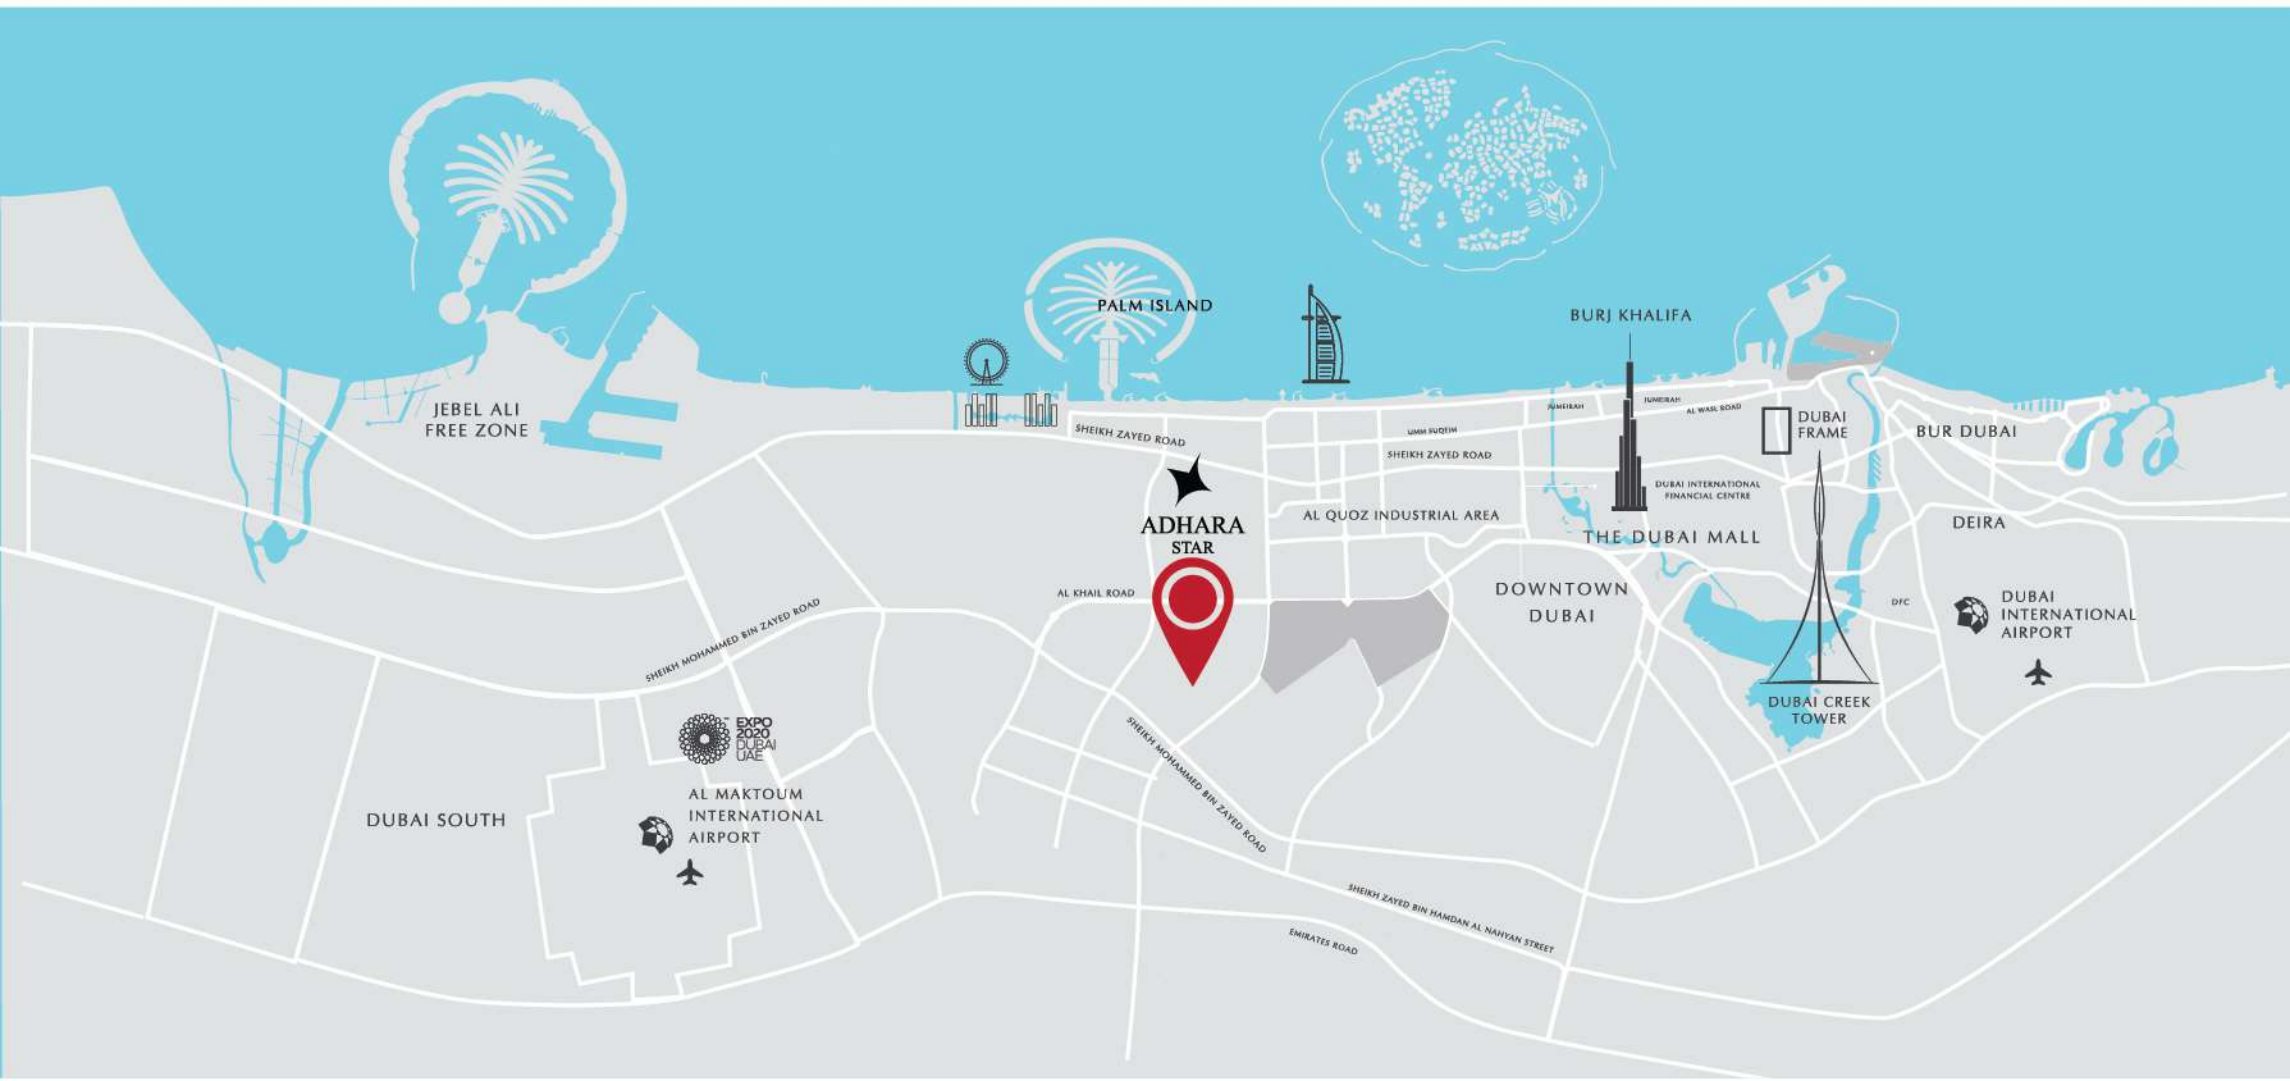 PALM ISLAND
BURJ KHALIFA
JEBEL ALI
FREE ZONE
SHEIKH ZAYED ROAD
JUMEIRAH
JUMEIRAH
AL WASL ROAD
UMM SUQEIM
SHEIKH ZAYED ROAD
DUBAI
FRAME
BUR DUBAI
DUBAI INTERNATIONAL
FINANCIAL CENTRE
ADHARA
STAR
AL QUOZ INDUSTRIAL AREA
THE DUBAI MALL
DEIRA
AL KHAIL ROAD
DOWNTOWN
DUBAI
DFC
DUBAI
INTERNATIONAL
AIRPORT
SHEIKH MOHAMMED BIN ZAYED ROAD
DUBAI CREEK
TOWER
EXPO
2020
DUBAI
UAE
AL MAKTOUM
INTERNATIONAL
AIRPORT
DUBAI SOUTH
SHEIKH MOHAMMED BIN ZAYED ROAD
SHEIKH ZAYED BIN HAMDAN AL NAHYAN STREET
EMIRATES ROAD